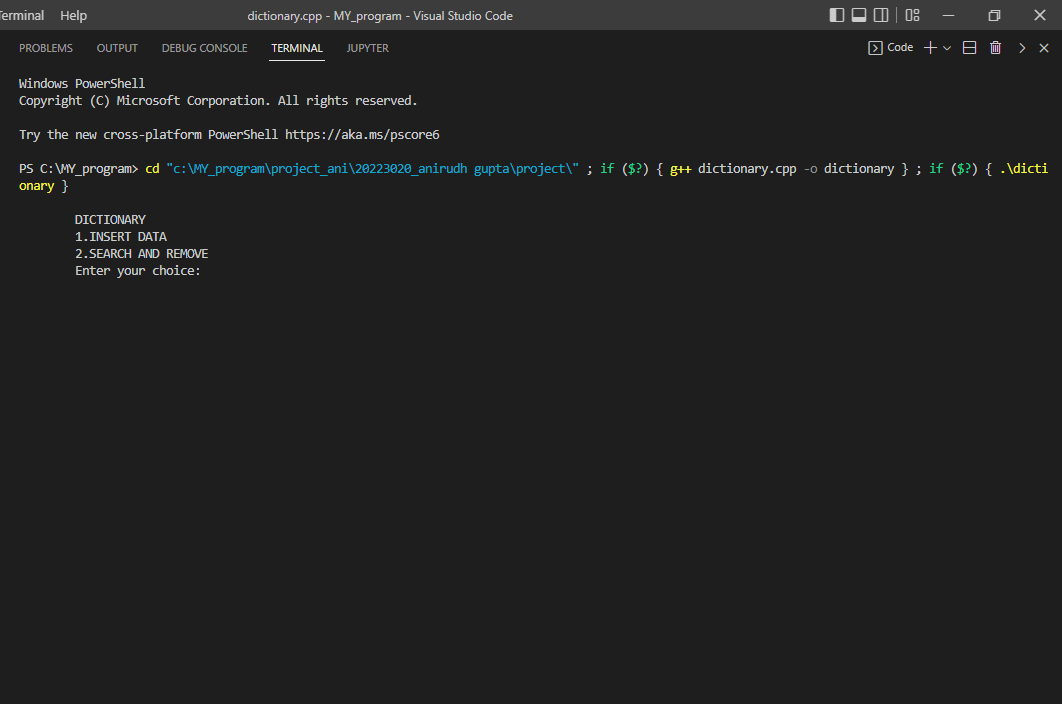 Terminal Help dictionary.cpp - MY_program - Visual Studio Code
PROBLEMS OUTPUT DEBUG CONSOLE TERMINAL JUPYTER Code
Windows PowerShell
Copyright (C) Microsoft Corporation. All rights reserved.
Try the new cross-platform PowerShell https://aka.ms/pscore6
PS C:\MY_program> cd "c:\MY_program\project_ani\20223020_anirudh gupta\project\" ; if ($?) { g++ dictionary.cpp -o dictionary } ; if ($?) { .\dicti
onary }
DICTIONARY
1.INSERT DATA
2.SEARCH AND REMOVE
Enter your choice: